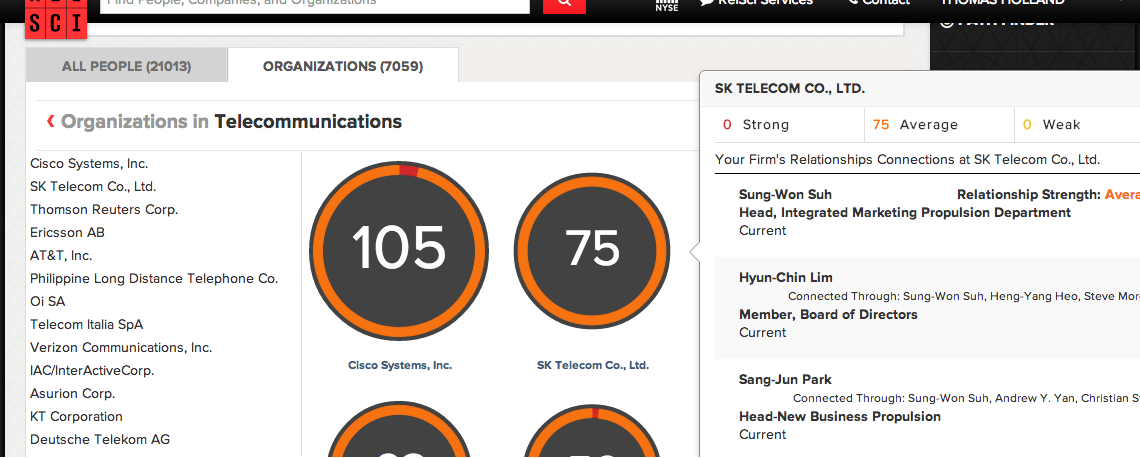 SCI
Find People, Companies, and Organizations
NYSE
RelSci Services
Contact
THOMAS HOLLAND
PATHFINDER
ALL PEOPLE (21013)
ORGANIZATIONS (7059)
Organizations in Telecommunications
Cisco Systems, Inc.
SK Telecom Co., Ltd.
Thomson Reuters Corp.
Ericsson AB
AT&T, Inc.
Philippine Long Distance Telephone Co.
Oi SA
Telecom Italia SpA
Verizon Communications, Inc.
IAC/InterActiveCorp.
Asurion Corp.
KT Corporation
Deutsche Telekom AG
105
75
Cisco Systems, Inc.
SK Telecom Co., Ltd.
SK TELECOM CO., LTD.
0 Strong
75 Average
0 Weak
Your Firm's Relationships Connections at SK Telecom Co., Ltd.
Sung-Won Suh
Relationship Strength: Avera
Head, Integrated Marketing Propulsion Department
Current
Hyun-Chin Lim
Connected Through: Sung-Won Suh, Heng-Yang Heo, Steve Mor
Member, Board of Directors
Current
Sang-Jun Park
Connected Through: Sung-Won Suh, Andrew Y. Yan, Christian S
Head-New Business Propulsion
Current